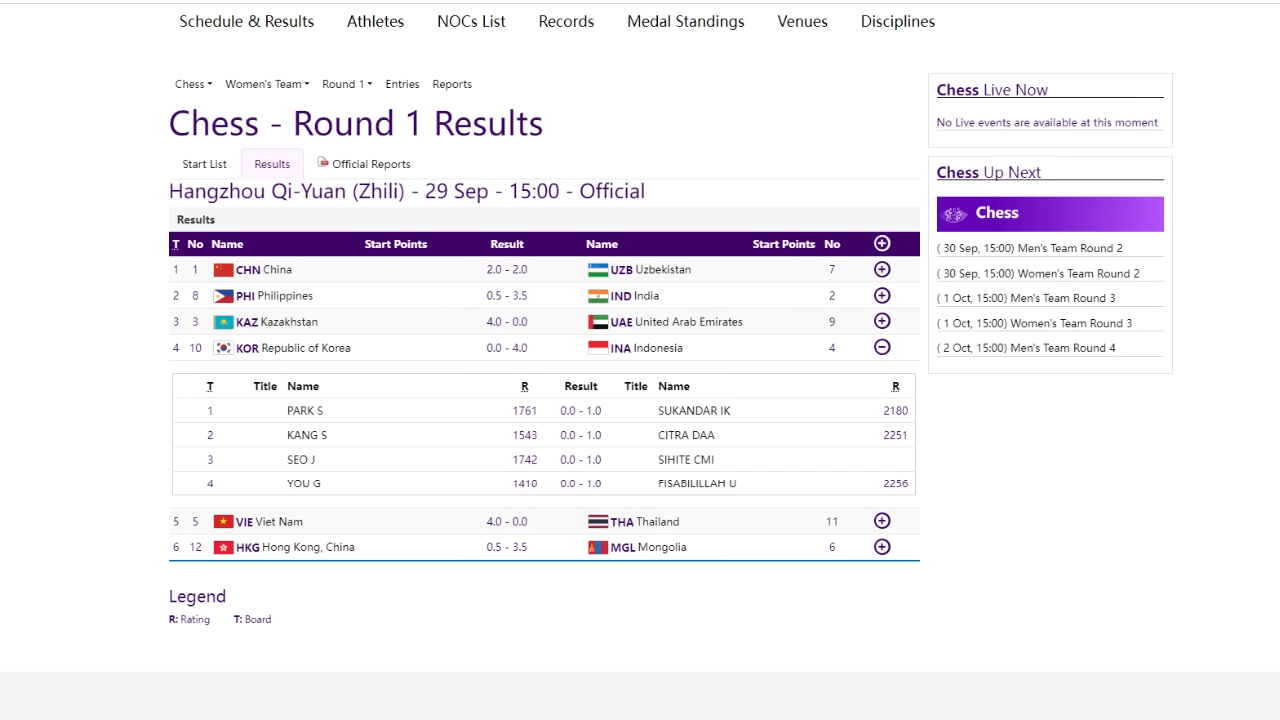 Schedule & Results Athletes NOCs List Records Medal Standings Venues Disciplines
Chess Women's Team Round 1 Entries Reports
Chess - Round 1 Results
Start List Results Official Reports
Hangzhou Qi-Yuan (Zhili) - 29 Sep - 15:00 - Official
Results
T No Name Start Points Result Name Start Points No
1 1 CHN China 2.0 - 2.0 UZB Uzbekistan 7
2 8 PHI Philippines 0.5 - 3.5 IND India 2
3 3 KAZ Kazakhstan 4.0 - 0.0 UAE United Arab Emirates 9
4 10 KOR Republic of Korea 0.0 - 4.0 INA Indonesia 4
T Title Name R Result Title Name R
1 PARK S 1761 0.0 - 1.0 SUKANDAR IK 2180
2 KANG S 1543 0.0 - 1.0 CITRA DAA 2251
3 SEO J 1742 0.0 - 1.0 SIHITE CMI
4 YOU G 1410 0.0 - 1.0 FISABILILLAH U 2256
5 5 VIE Viet Nam 4.0 - 0.0 THA Thailand 11
6 12 HKG Hong Kong, China 0.5 - 3.5 MGL Mongolia 6
Legend
R: Rating T: Board
Chess Live Now
No Live events are available at this moment
Chess Up Next
Chess
( 30 Sep, 15:00) Men's Team Round 2
( 30 Sep, 15:00) Women's Team Round 2
( 1 Oct, 15:00) Men's Team Round 3
( 1 Oct, 15:00) Women's Team Round 3
( 2 Oct, 15:00) Men's Team Round 4